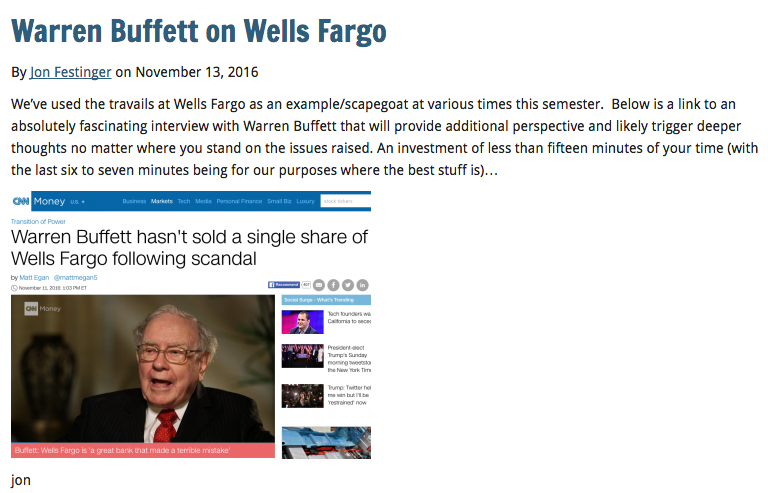 Warren Buffett on Wells Fargo
By Jon Festinger on November 13, 2016
We've used the travails at Wells Fargo as an example/scapegoat at various times this semester.  Below is a link to an
absolutely fascinating interview with Warren Buffett that will provide additional perspective and likely trigger deeper
thoughts no matter where you stand on the issues raised. An investment of less than fifteen minutes of your time (with
the last six to seven minutes being for our purposes where the best stuff is)…
CNN Money U.S. Business Markets Tech Media Personal Finance Small Biz Luxury stock tickers
Transition of Power
Warren Buffett hasn't sold a single share of
Wells Fargo following scandal
by Matt Egan @mattmegan5
November 11, 2016: 1:03 PM ET
Recommend 407
Social Surge - What's Trending
CNN Money
Tech founders wa
California to sece
President-elect
Trump's Sunday
morning tweetsto
the New York Tim
Trump: Twitter hel
me win but I'll be
'restrained' now
Buffett: Wells Fargo is 'a great bank that made a terrible mistake'
jon